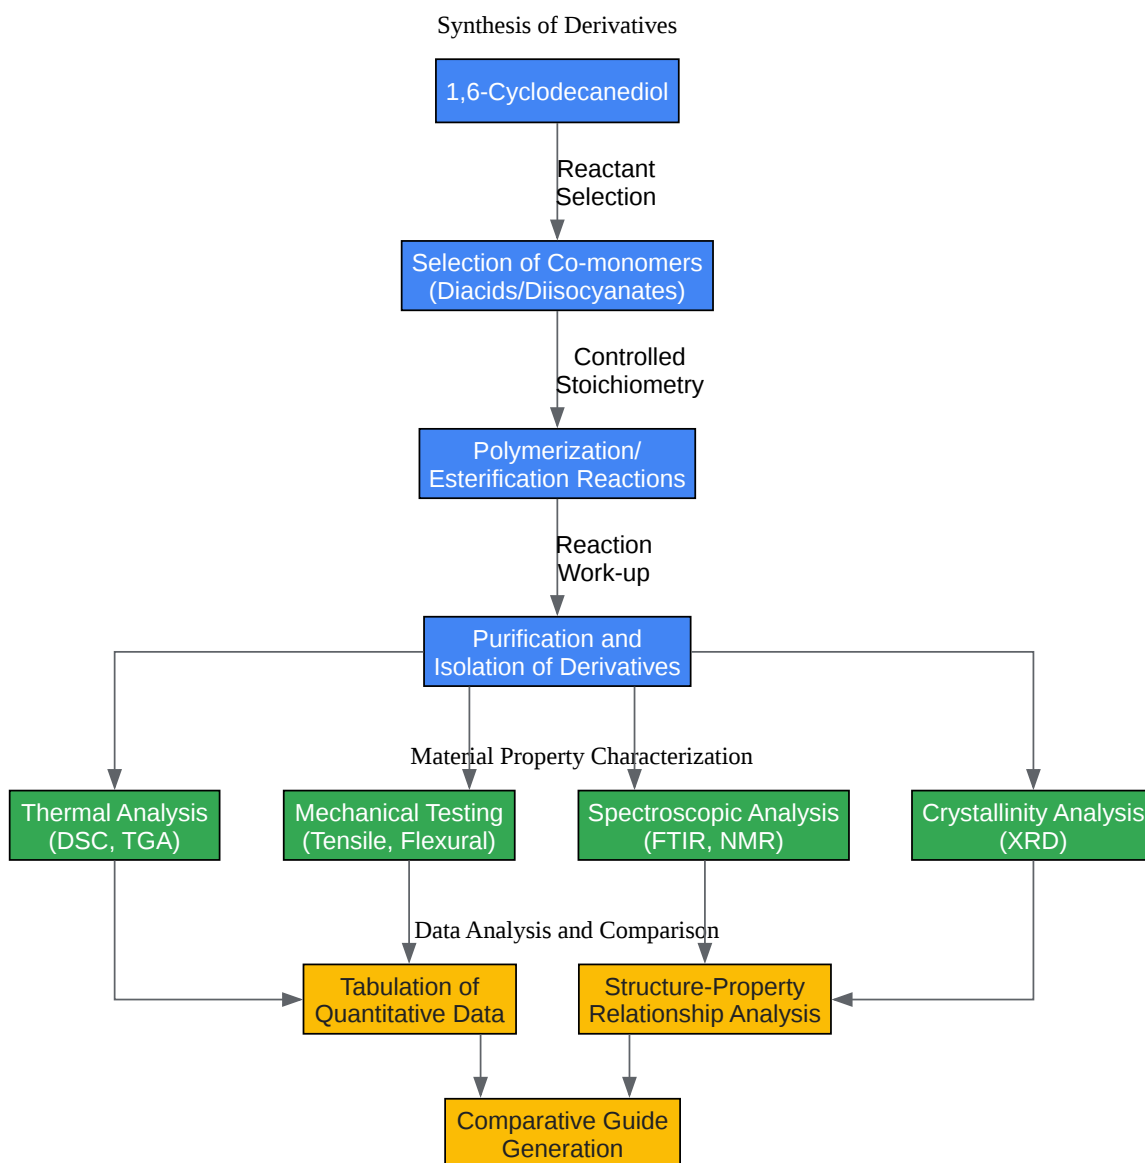 Synthesis of Derivatives
1,6-Cyclodecanediol
Reactant
Selection
Selection of Co-monomers
(Diacids/Diisocyanates)
Controlled
Stoichiometry
Polymerization/
Esterification Reactions
Reaction
Work-up
Purification and
Isolation of Derivatives
Material Property Characterization
Thermal Analysis
(DSC, TGA)
Mechanical Testing
(Tensile, Flexural)
Spectroscopic Analysis
(FTIR, NMR)
Crystallinity Analysis
(XRD)
Data Analysis and Comparison
Tabulation of
Quantitative Data
Structure-Property
Relationship Analysis
Comparative Guide
Generation